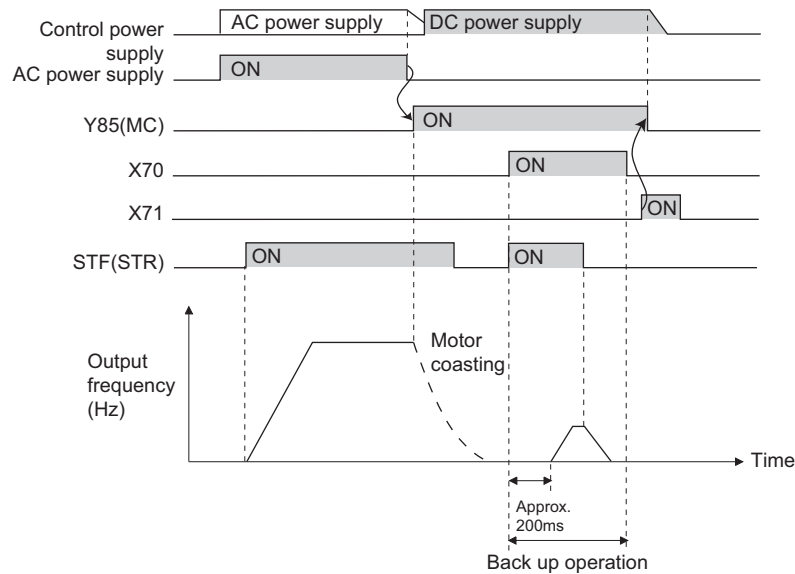 AC power supply
DC power supply
Control power
supply
AC power supply
ON
Y85(MC)
ON
X70
ON
X71
ON
STF(STR)
ON
ON
Output
frequency
(Hz)
Motor
coasting
Time
Approx.
200ms
Back up operation